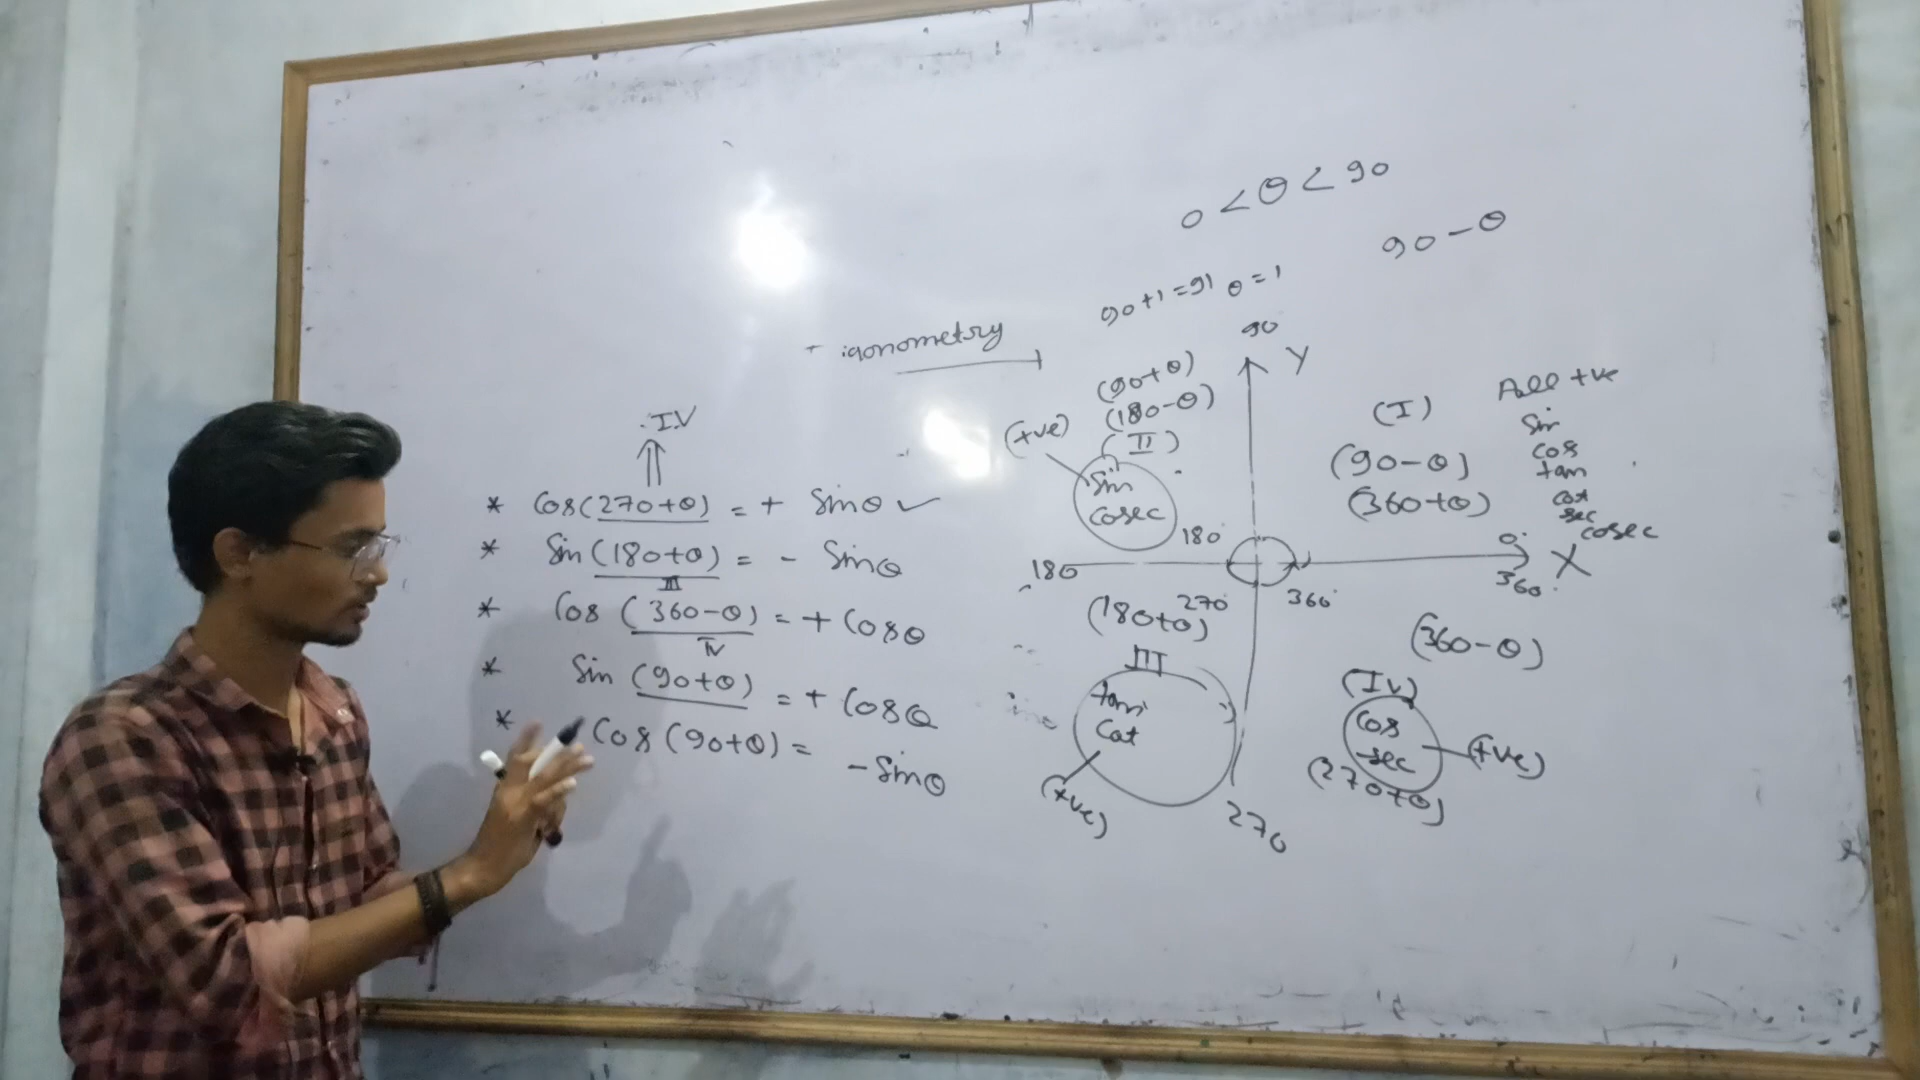 0 < θ < 90
90 - θ
90+1=91 θ=1
Tigonometry
90
Y
IV
* Cos(270+θ) = + Sinθ ✓
* Sin(180+θ) = - Sinθ
III
* Cos (360-θ) = + Cosθ
IV
* Sin (90+θ) = + Cosθ
* Cos(90+θ) = -Sinθ
(90+θ)
(180-θ)
(II)
(+ve)
Sin
Cosec
180
180
(I)
(90-θ)
(360+θ)
All +ve
Sin
Cos
tan
Cot
Sec
Cosec
0°
X
360°
270°
360°
(180+θ)
III
tan
Cot
(+ve)
270
(360-θ)
(IV)
Cos
Sec
(+ve)
(270+θ)